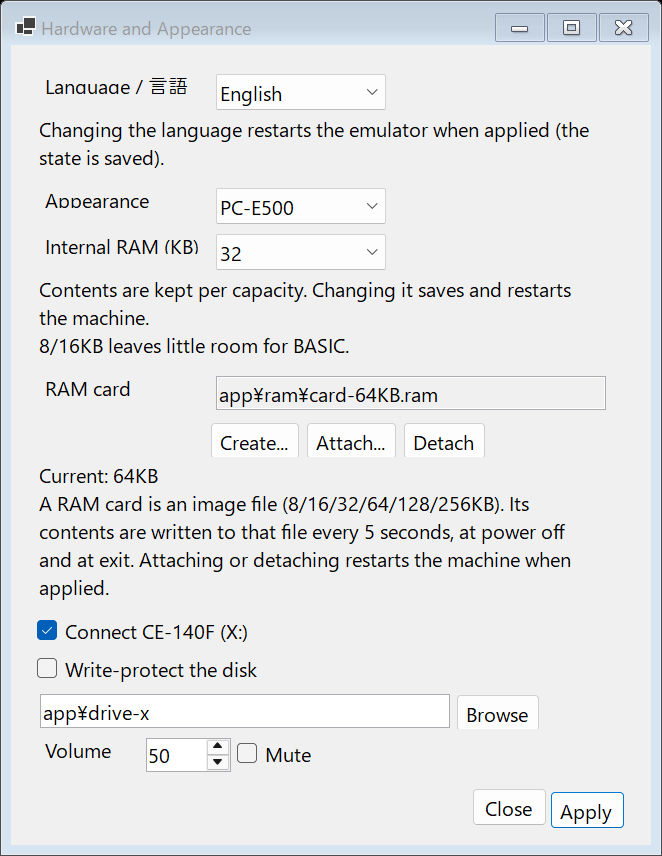 Hardware and Appearance
Language / 言語
English
Changing the language restarts the emulator when applied (the
state is saved).
Appearance
PC-E500
Internal RAM (KB)
32
Contents are kept per capacity. Changing it saves and restarts
the machine.
8/16KB leaves little room for BASIC.
RAM card
app¥ram¥card-64KB.ram
Create... Attach... Detach
Current: 64KB
A RAM card is an image file (8/16/32/64/128/256KB). Its
contents are written to that file every 5 seconds, at power off
and at exit. Attaching or detaching restarts the machine when
applied.
Connect CE-140F (X:)
Write-protect the disk
app¥drive-x
Browse
Volume
50
Mute
Close Apply